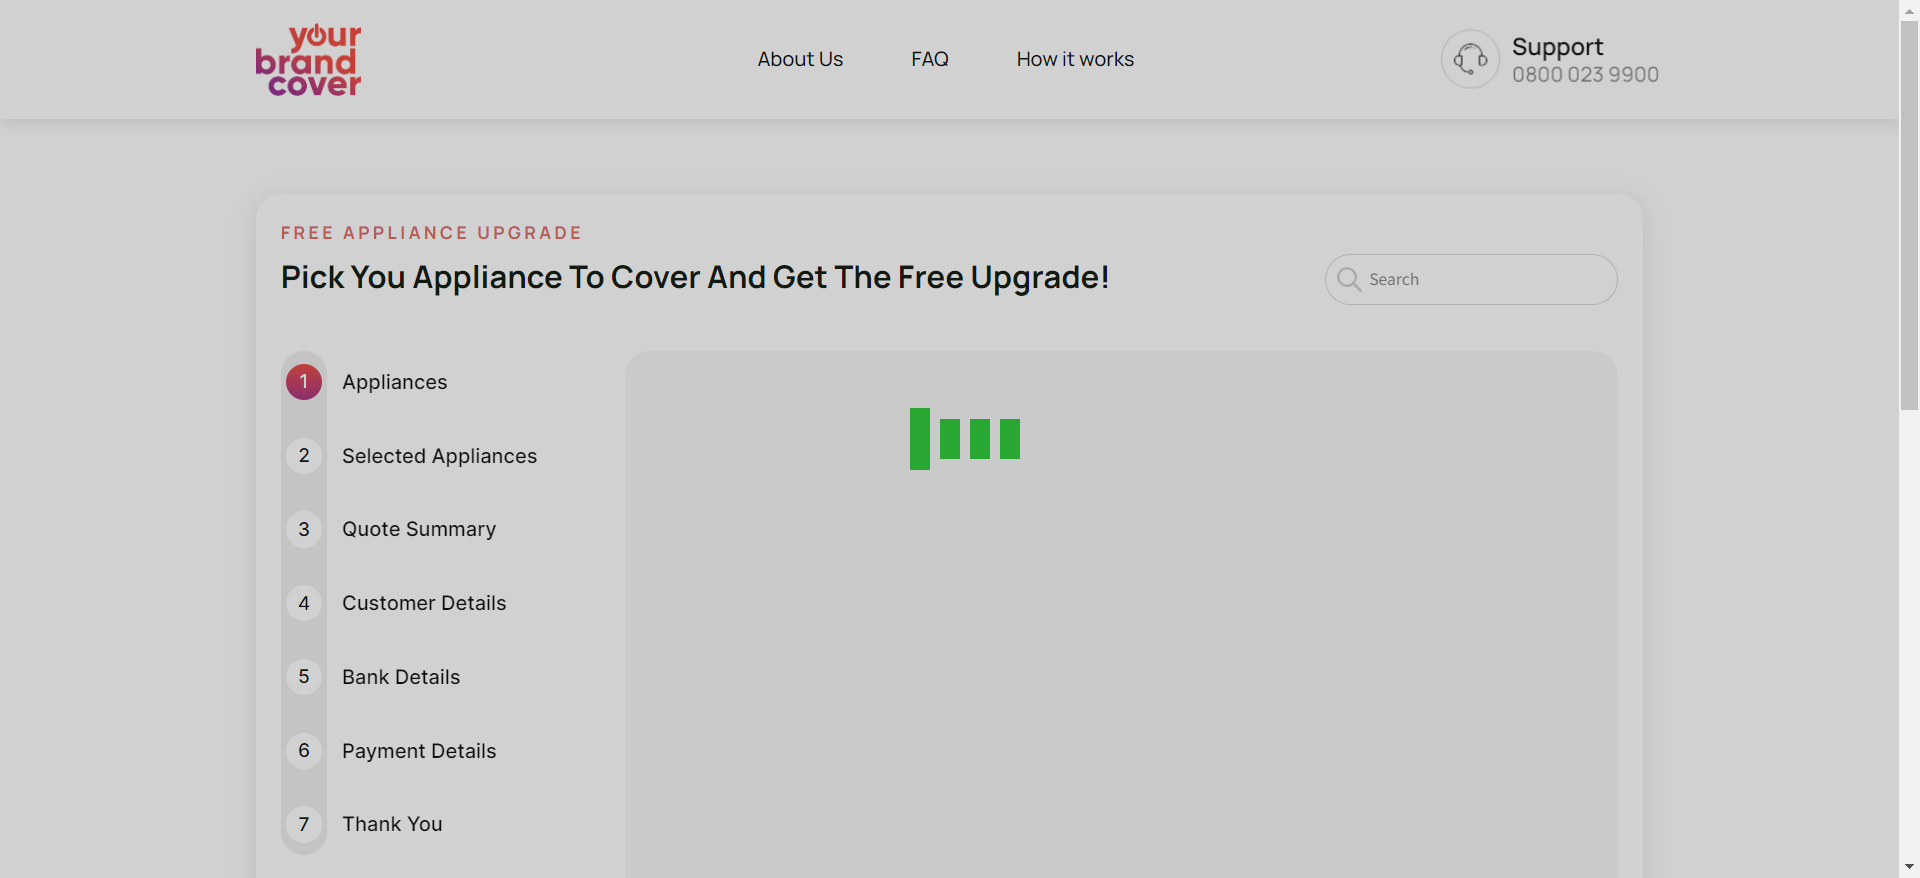 your
brand
cover
About Us
FAQ
How it works
Support
0800 023 9900
FREE APPLIANCE UPGRADE
Pick You Appliance To Cover And Get The Free Upgrade!
Search
1 Appliances
2 Selected Appliances
3 Quote Summary
4 Customer Details
5 Bank Details
6 Payment Details
7 Thank You